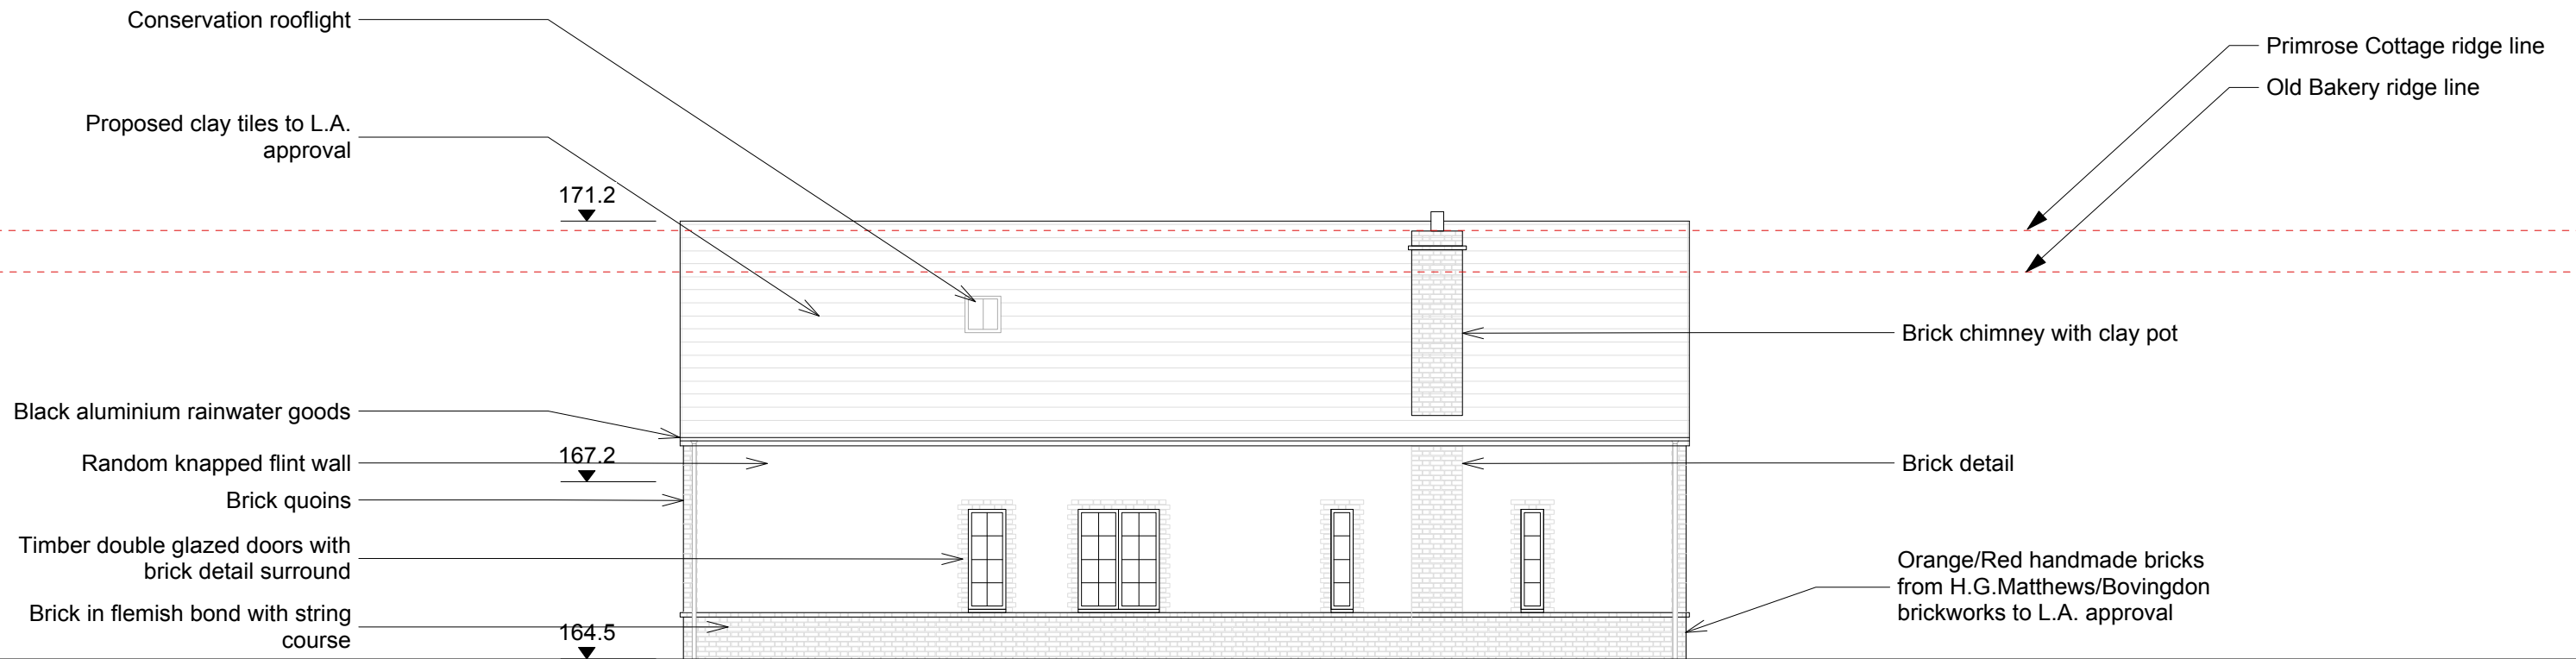 Conservation rooflight
Proposed clay tiles to L.A.
approval
171.2
Black aluminium rainwater goods
Random knapped flint wall
167.2
Brick quoins
Timber double glazed doors with
brick detail surround
Brick in flemish bond with string
course
164.5
Primrose Cottage ridge line
Old Bakery ridge line
Brick chimney with clay pot
Brick detail
Orange/Red handmade bricks
from H.G.Matthews/Bovingdon
brickworks to L.A. approval